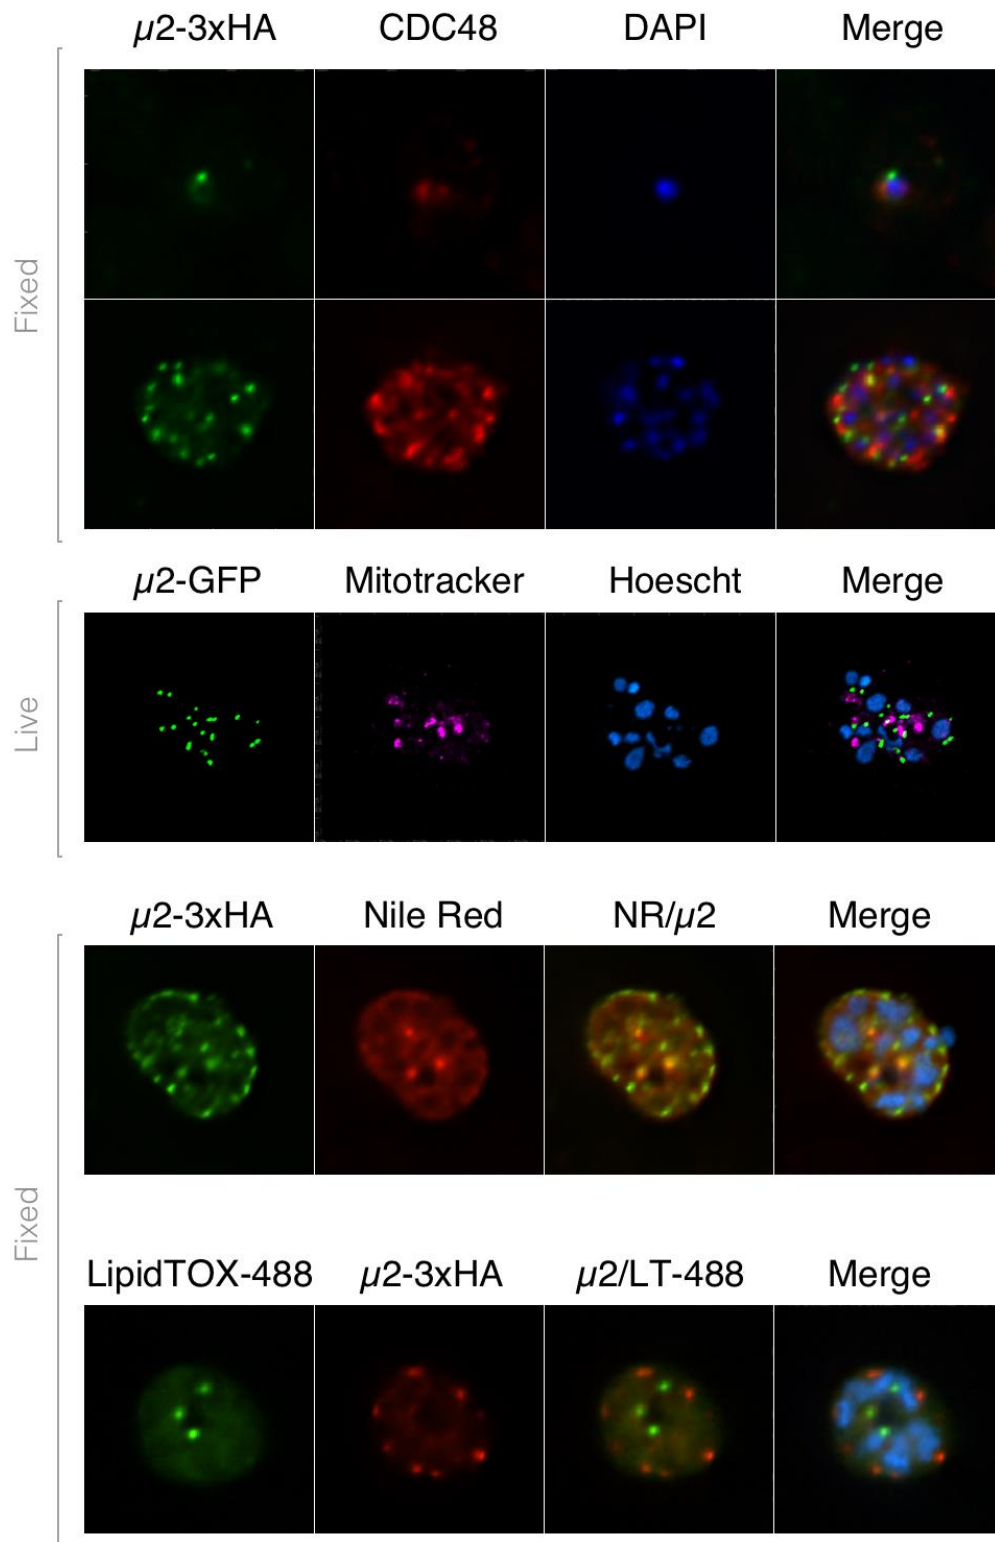 μ2-3xHA CDC48 DAPI Merge
Fixed
μ2-GFP Mitotracker Hoescht Merge
Live
μ2-3xHA Nile Red NR/μ2 Merge
Fixed
LipidTOX-488 μ2-3xHA μ2/LT-488 Merge